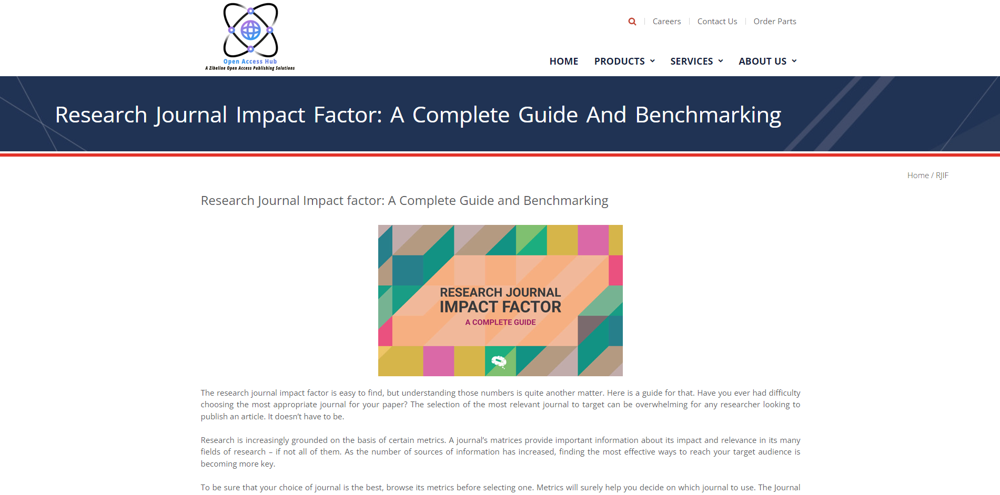 Open Access Hub
A Zibeline Open Access Publishing Solutions
Careers
Contact Us
Order Parts
HOME
PRODUCTS
SERVICES
ABOUT US
Research Journal Impact Factor: A Complete Guide And Benchmarking
Home / RJIF
Research Journal Impact factor: A Complete Guide and Benchmarking
RESEARCH JOURNAL
IMPACT FACTOR
A COMPLETE GUIDE
The research journal impact factor is easy to find, but understanding those numbers is quite another matter. Here is a guide for that. Have you ever had difficulty
choosing the most appropriate journal for your paper? The selection of the most relevant journal to target can be overwhelming for any researcher looking to
publish an article. It doesn’t have to be.
Research is increasingly grounded on the basis of certain metrics. A journal’s matrices provide important information about its impact and relevance in its many
fields of research – if not all of them. As the number of sources of information has increased, finding the most effective ways to reach your target audience is
becoming more key.
To be sure that your choice of journal is the best, browse its metrics before selecting one. Metrics will surely help you decide on which journal to use. The Journal